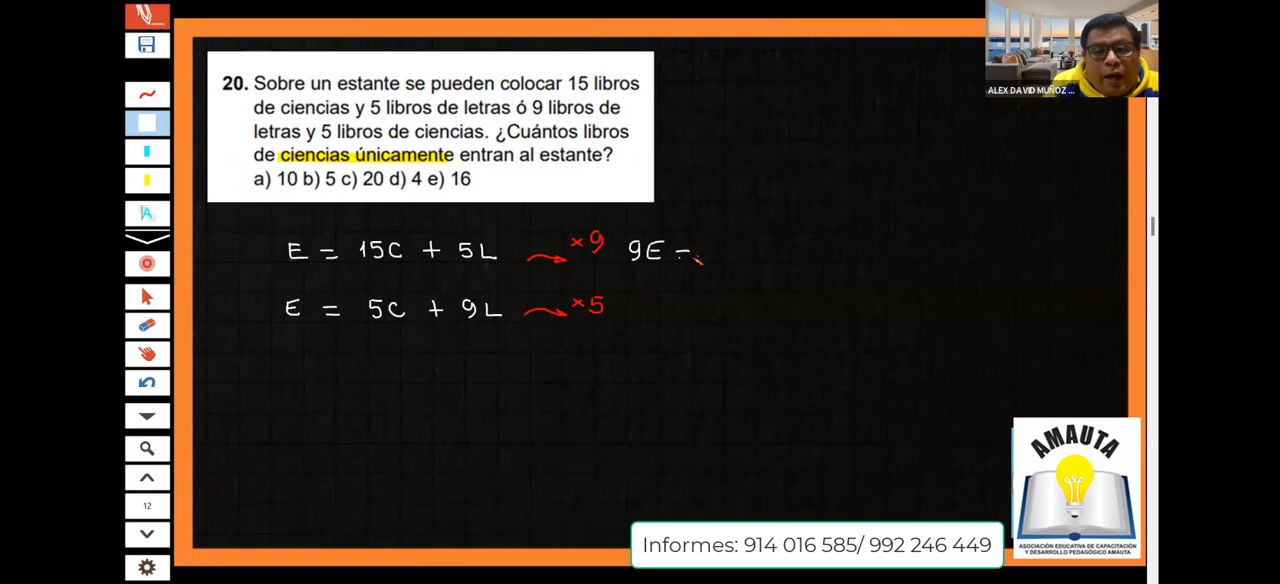 ALEX DAVID MUÑOZ ...
20. Sobre un estante se pueden colocar 15 libros
de ciencias y 5 libros de letras ó 9 libros de
letras y 5 libros de ciencias. ¿Cuántos libros
de ciencias únicamente entran al estante?
a) 10 b) 5 c) 20 d) 4 e) 16
E = 15C + 5L ×9 9E =
E = 5C + 9L ×5
A
12
AMAUTA
ASOCIACIÓN EDUCATIVA DE CAPACITACIÓN
Y DESARROLLO PEDAGÓGICO AMAUTA
Informes: 914 016 585/ 992 246 449